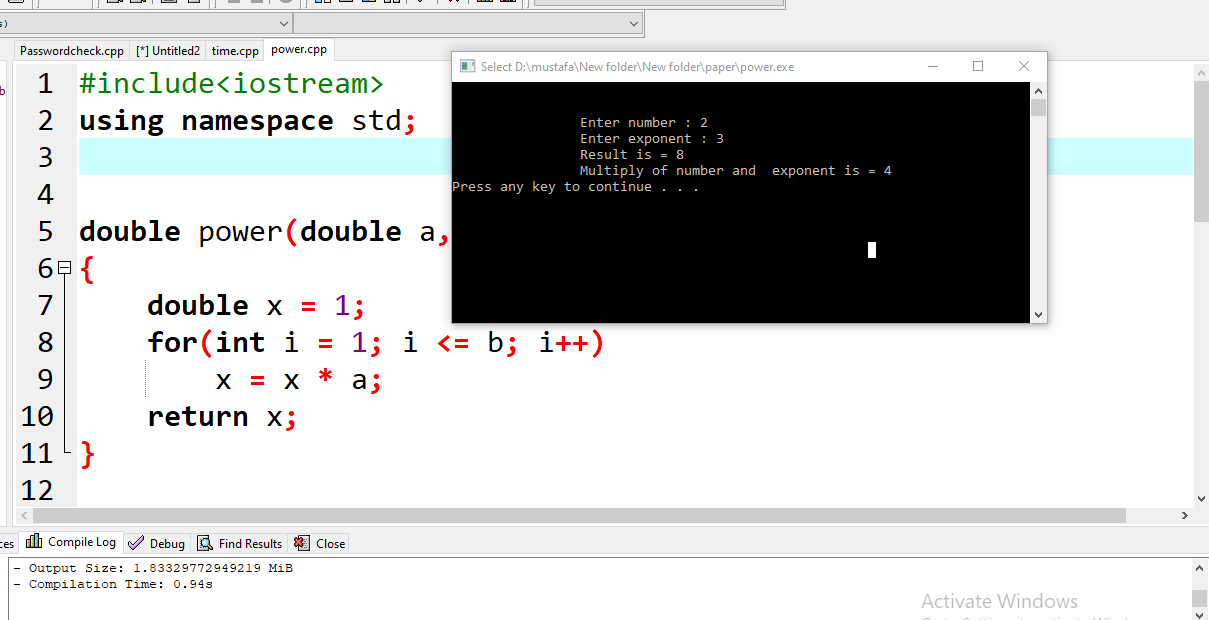 s)
Passwordcheck.cpp [*] Untitled2 time.cpp power.cpp
b
Select D:\mustafa\New folder\New folder\paper\power.exe
Enter number : 2
Enter exponent : 3
Result is = 8
Multiply of number and  exponent is = 4
Press any key to continue . . .
1 #include<iostream>
2 using namespace std;
3
4
5 double power(double a,
6 {
7 double x = 1;
8 for(int i = 1; i <= b; i++)
9 x = x * a;
10 return x;
11 }
12
ces Compile Log Debug Find Results Close
- Output Size: 1.83329772949219 MiB
- Compilation Time: 0.94s
Activate Windows